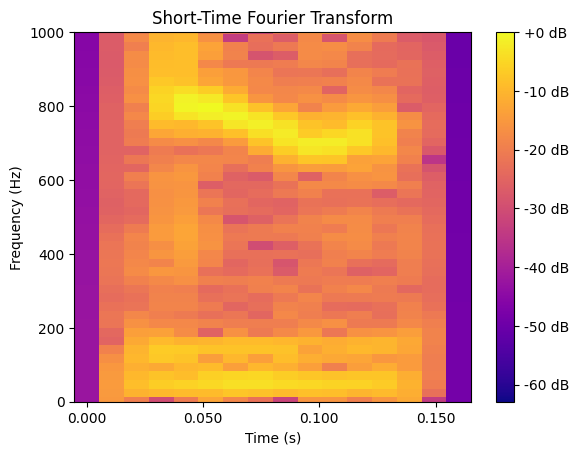 Short-Time Fourier Transform
1000
800
600
400
200
0
Frequency (Hz)
0.000
0.050
0.100
0.150
Time (s)
+0 dB
-10 dB
-20 dB
-30 dB
-40 dB
-50 dB
-60 dB